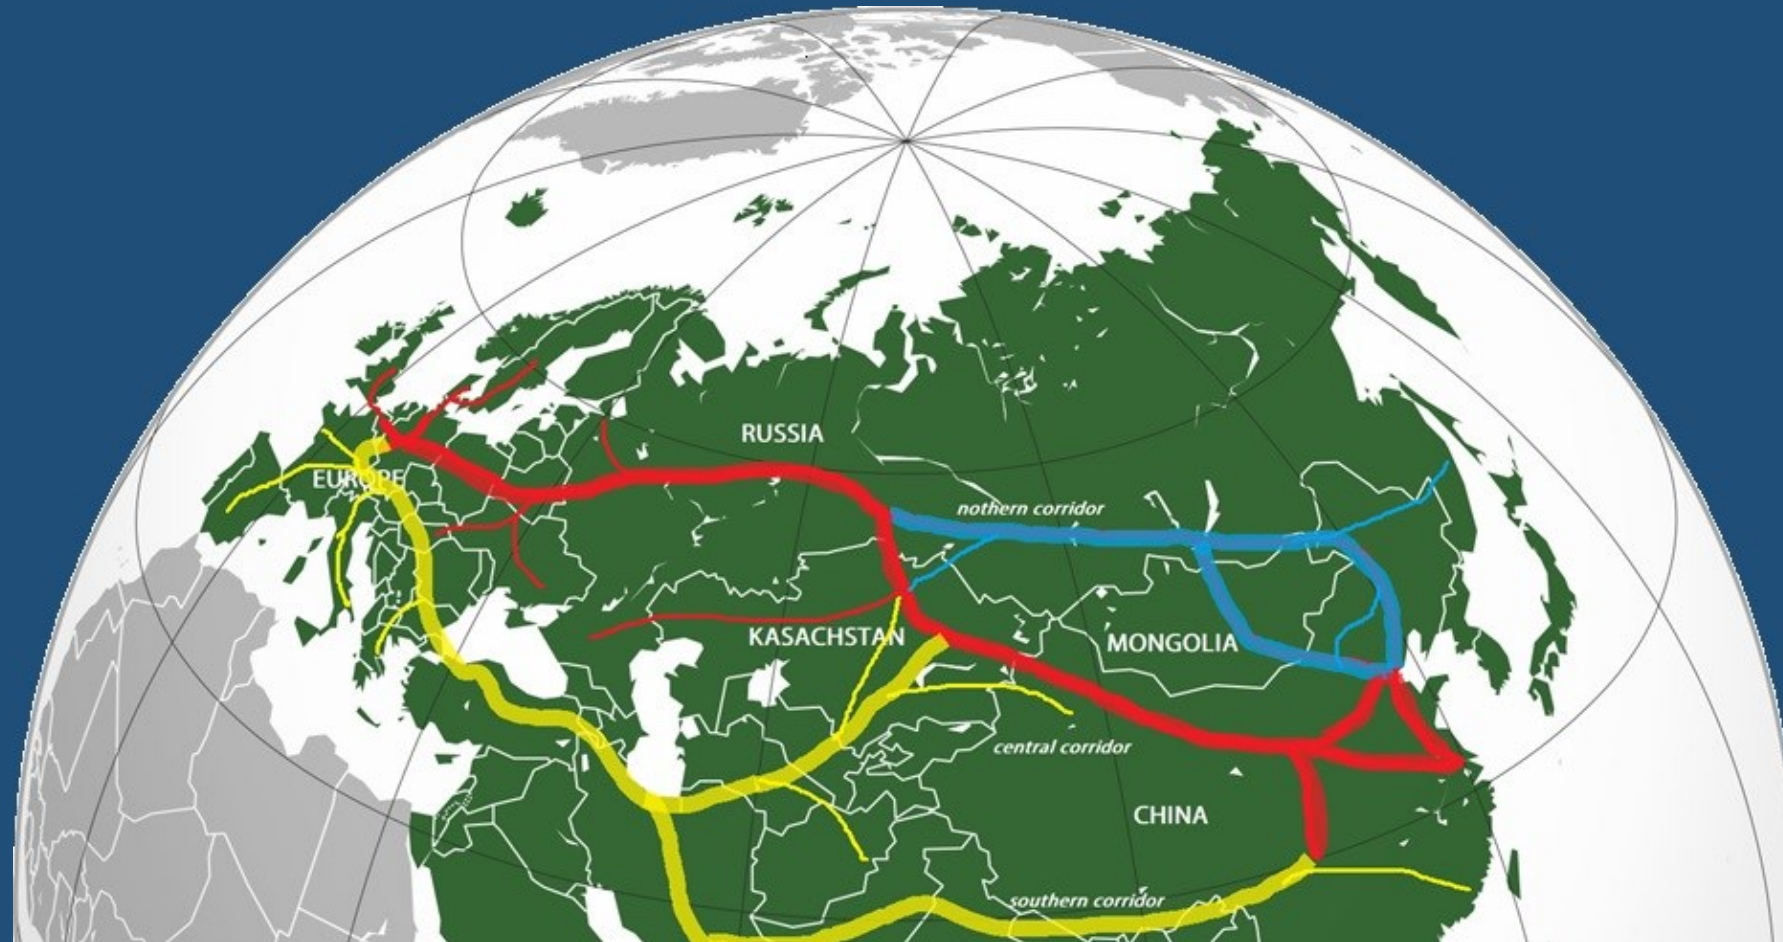 RUSSIA
EUROPE
nothern corridor
KASACHSTAN
MONGOLIA
central corridor
CHINA
southern corridor